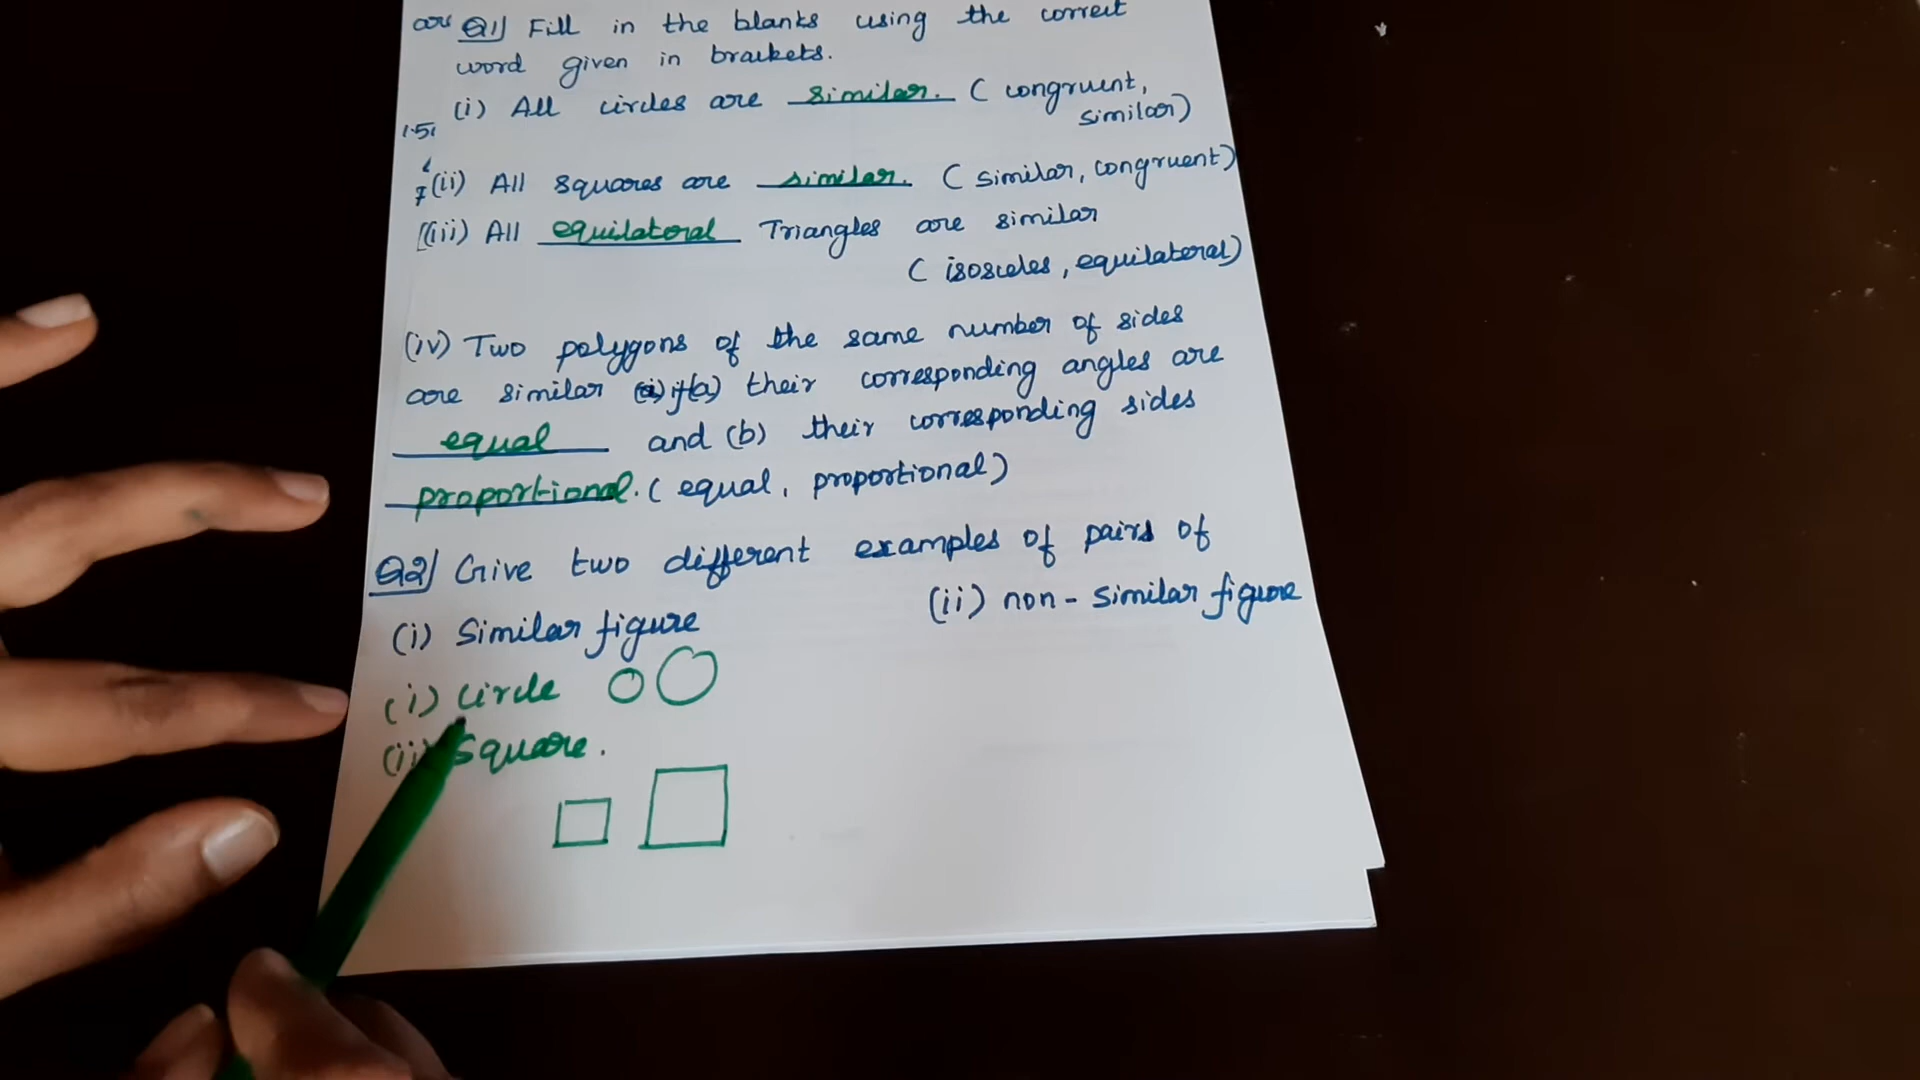 Q1) Fill in the blanks using the correct
word given in brackets.
(i) All circles are similar. ( congruent,
similar)
(ii) All squares are similar. ( similar, congruent)
(iii) All equilateral Triangles are similar
( isosceles, equilateral)
(iv) Two polygons of the same number of sides
are similar if (a) their corresponding angles are
equal and (b) their corresponding sides
proportional. ( equal, proportional)
Q2) Give two different examples of pairs of
(i) Similar figure (ii) non-similar figure
(i) Circle
(ii) Square.